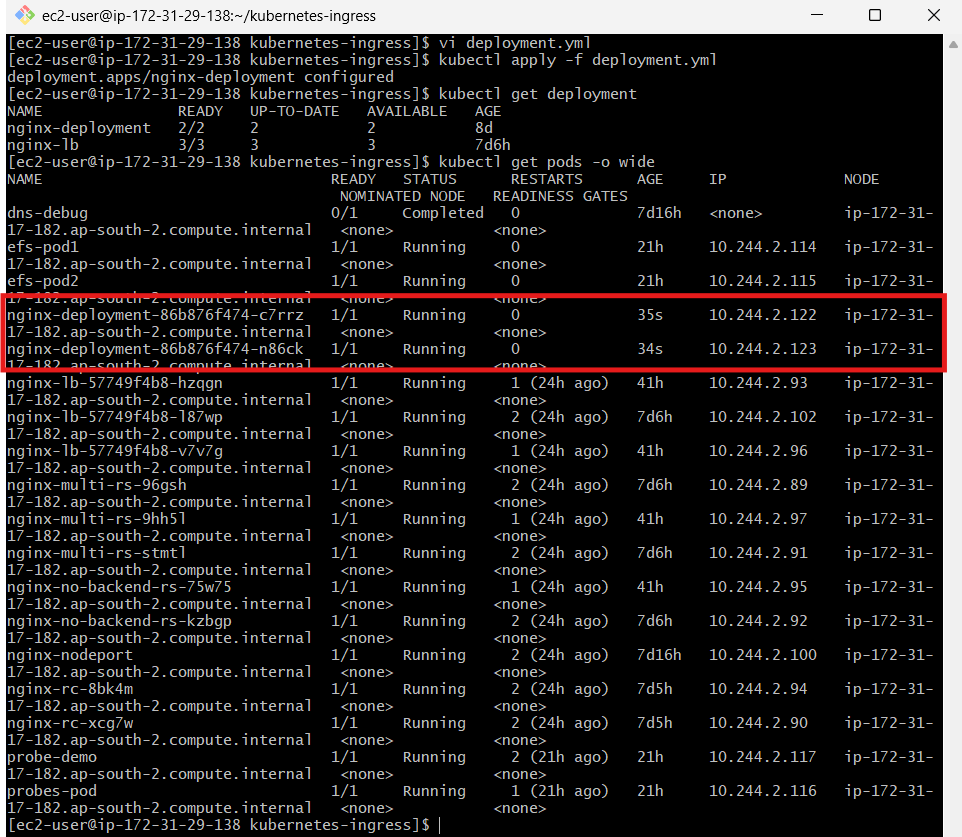 ec2-user@ip-172-31-29-138:~/kubernetes-ingress
[ec2-user@ip-172-31-29-138 kubernetes-ingress]$ vi deployment.yml
[ec2-user@ip-172-31-29-138 kubernetes-ingress]$ kubectl apply -f deployment.yml
deployment.apps/nginx-deployment configured
[ec2-user@ip-172-31-29-138 kubernetes-ingress]$ kubectl get deployment
NAME READY UP-TO-DATE AVAILABLE AGE
nginx-deployment 2/2 2 2 8d
nginx-lb 3/3 3 3 7d6h
[ec2-user@ip-172-31-29-138 kubernetes-ingress]$ kubectl get pods -o wide
NAME READY STATUS RESTARTS AGE IP NODE
NOMINATED NODE READINESS GATES
dns-debug 0/1 Completed 0 7d16h <none> ip-172-31-
17-182.ap-south-2.compute.internal <none> <none>
efs-pod1 1/1 Running 0 21h 10.244.2.114 ip-172-31-
17-182.ap-south-2.compute.internal <none> <none>
efs-pod2 1/1 Running 0 21h 10.244.2.115 ip-172-31-
17-182.ap-south-2.compute.internal <none> <none>
nginx-deployment-86b876f474-c7rrz 1/1 Running 0 35s 10.244.2.122 ip-172-31-
17-182.ap-south-2.compute.internal <none> <none>
nginx-deployment-86b876f474-n86ck 1/1 Running 0 34s 10.244.2.123 ip-172-31-
17-182.ap-south-2.compute.internal <none> <none>
nginx-lb-57749f4b8-hzqgn 1/1 Running 1 (24h ago) 41h 10.244.2.93 ip-172-31-
17-182.ap-south-2.compute.internal <none> <none>
nginx-lb-57749f4b8-l87wp 1/1 Running 2 (24h ago) 7d6h 10.244.2.102 ip-172-31-
17-182.ap-south-2.compute.internal <none> <none>
nginx-lb-57749f4b8-v7v7g 1/1 Running 1 (24h ago) 41h 10.244.2.96 ip-172-31-
17-182.ap-south-2.compute.internal <none> <none>
nginx-multi-rs-96gsh 1/1 Running 2 (24h ago) 7d6h 10.244.2.89 ip-172-31-
17-182.ap-south-2.compute.internal <none> <none>
nginx-multi-rs-9hh5l 1/1 Running 1 (24h ago) 41h 10.244.2.97 ip-172-31-
17-182.ap-south-2.compute.internal <none> <none>
nginx-multi-rs-stmtl 1/1 Running 2 (24h ago) 7d6h 10.244.2.91 ip-172-31-
17-182.ap-south-2.compute.internal <none> <none>
nginx-no-backend-rs-75w75 1/1 Running 1 (24h ago) 41h 10.244.2.95 ip-172-31-
17-182.ap-south-2.compute.internal <none> <none>
nginx-no-backend-rs-kzbgp 1/1 Running 2 (24h ago) 7d6h 10.244.2.92 ip-172-31-
17-182.ap-south-2.compute.internal <none> <none>
nginx-nodeport 1/1 Running 2 (24h ago) 7d16h 10.244.2.100 ip-172-31-
17-182.ap-south-2.compute.internal <none> <none>
nginx-rc-8bk4m 1/1 Running 2 (24h ago) 7d5h 10.244.2.94 ip-172-31-
17-182.ap-south-2.compute.internal <none> <none>
nginx-rc-xcg7w 1/1 Running 2 (24h ago) 7d5h 10.244.2.90 ip-172-31-
17-182.ap-south-2.compute.internal <none> <none>
probe-demo 1/1 Running 2 (21h ago) 21h 10.244.2.117 ip-172-31-
17-182.ap-south-2.compute.internal <none> <none>
probes-pod 1/1 Running 1 (21h ago) 21h 10.244.2.116 ip-172-31-
17-182.ap-south-2.compute.internal <none> <none>
[ec2-user@ip-172-31-29-138 kubernetes-ingress]$